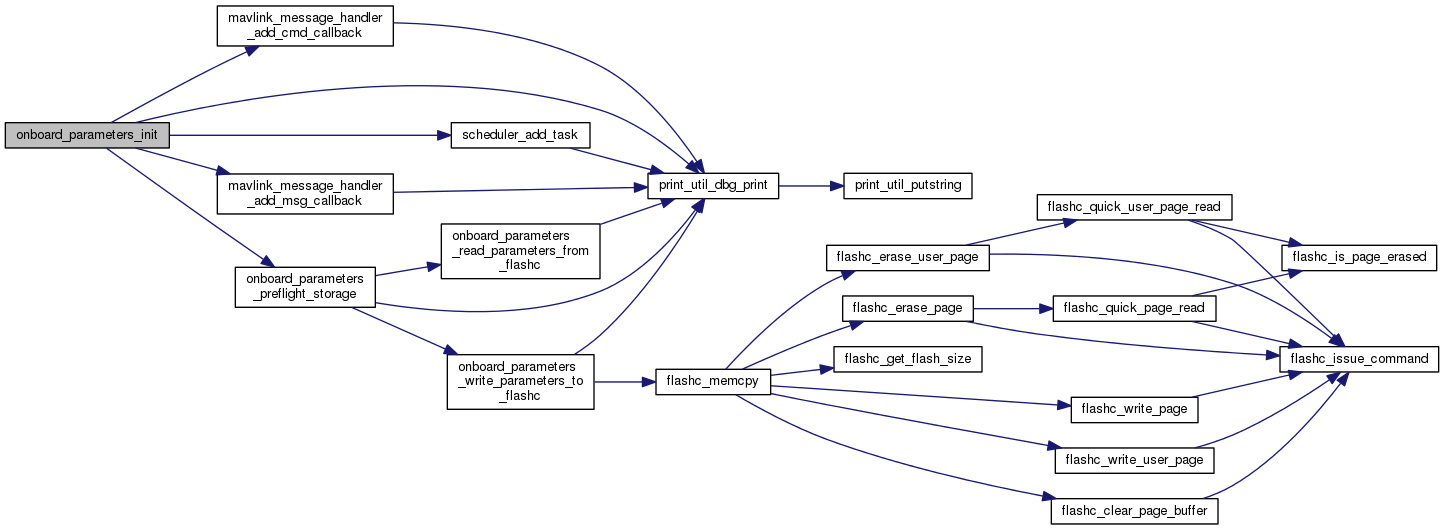 mavlink_message_handler
_add_cmd_callback
onboard_parameters_init
scheduler_add_task
mavlink_message_handler
_add_msg_callback
print_util_dbg_print
print_util_putstring
onboard_parameters
_read_parameters_from
_flashc
onboard_parameters
_preflight_storage
onboard_parameters
_write_parameters_to
_flashc
flashc_memcpy
flashc_quick_user_page_read
flashc_erase_user_page
flashc_is_page_erased
flashc_erase_page
flashc_quick_page_read
flashc_get_flash_size
flashc_issue_command
flashc_write_page
flashc_write_user_page
flashc_clear_page_buffer